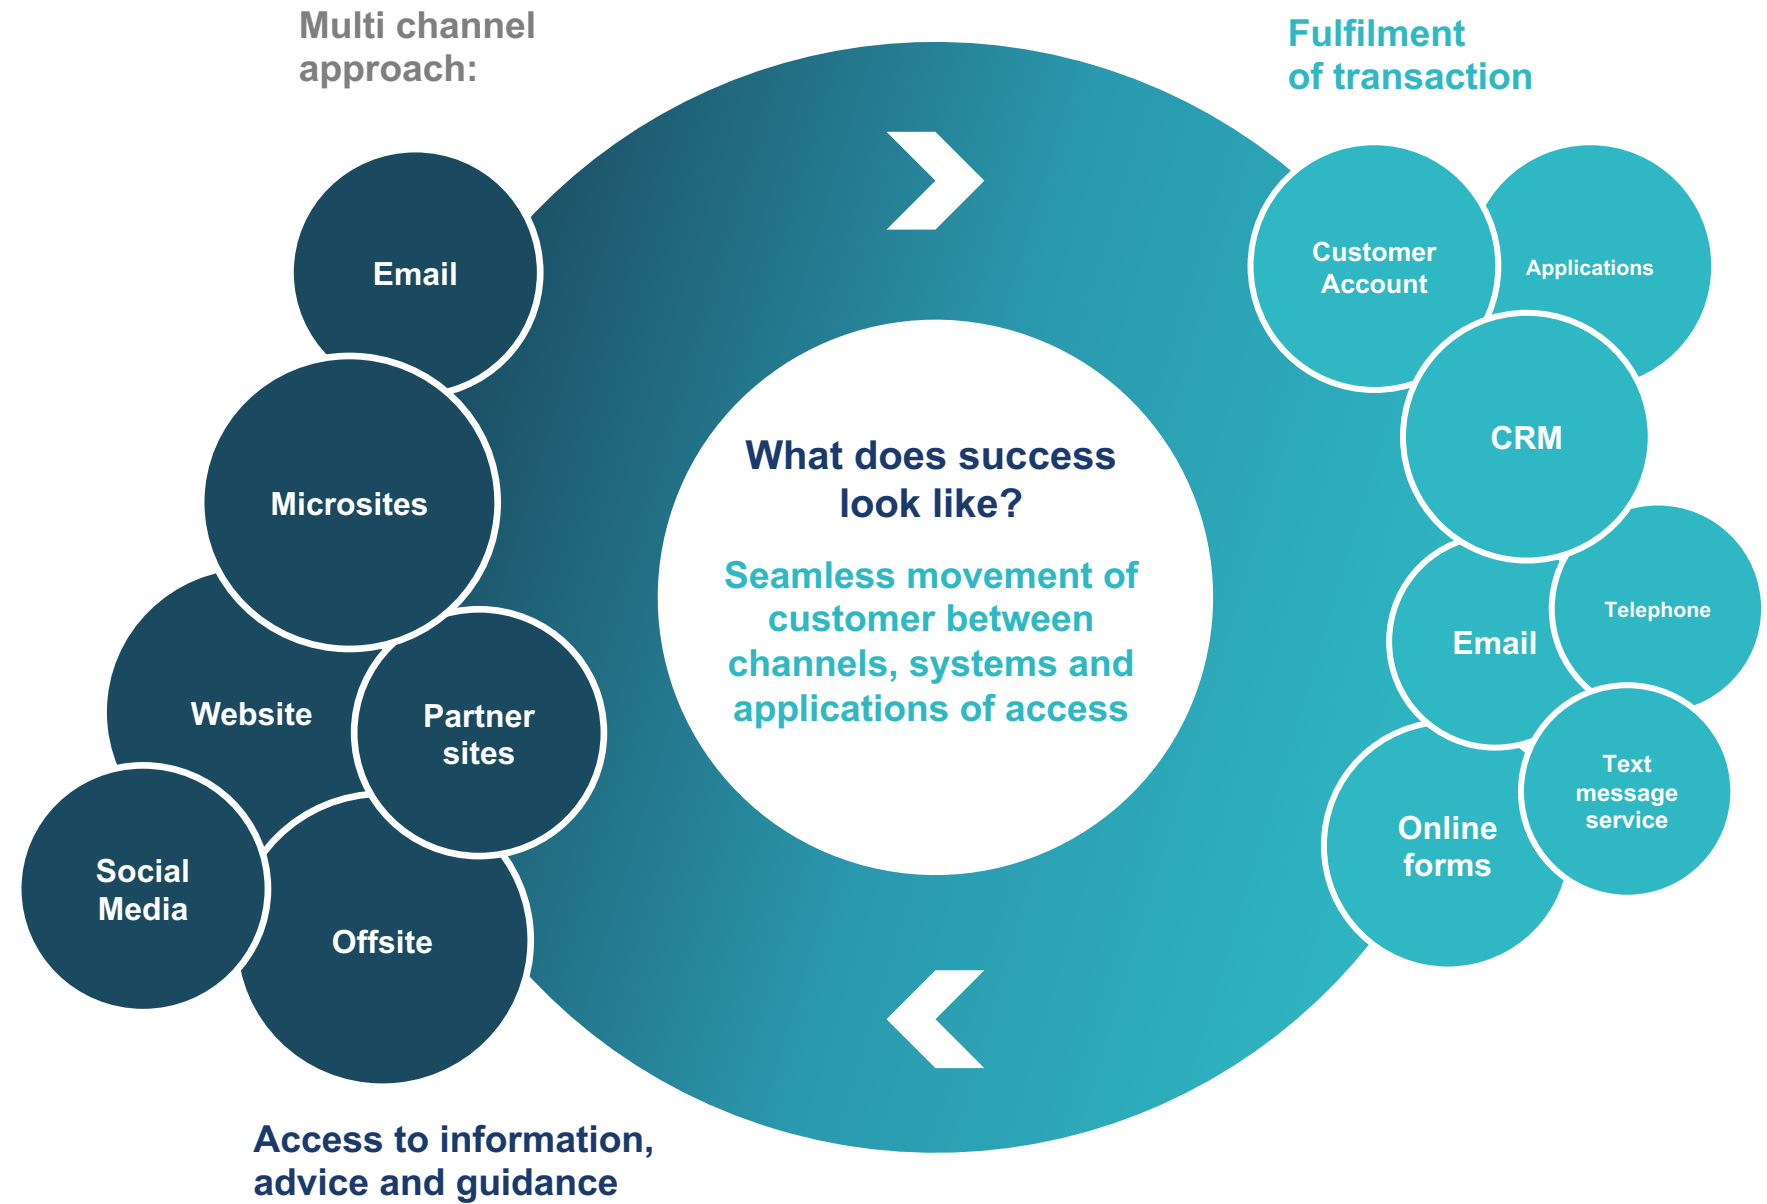 Multi channel
approach:
Fulfilment
of transaction
Email
Microsites
Website
Partner
sites
Social
Media
Offsite
Access to information,
advice and guidance
What does success
look like?
Seamless movement of
customer between
channels, systems and
applications of access
Customer
Account
Applications
CRM
Email
Telephone
Text
message
service
Online
forms